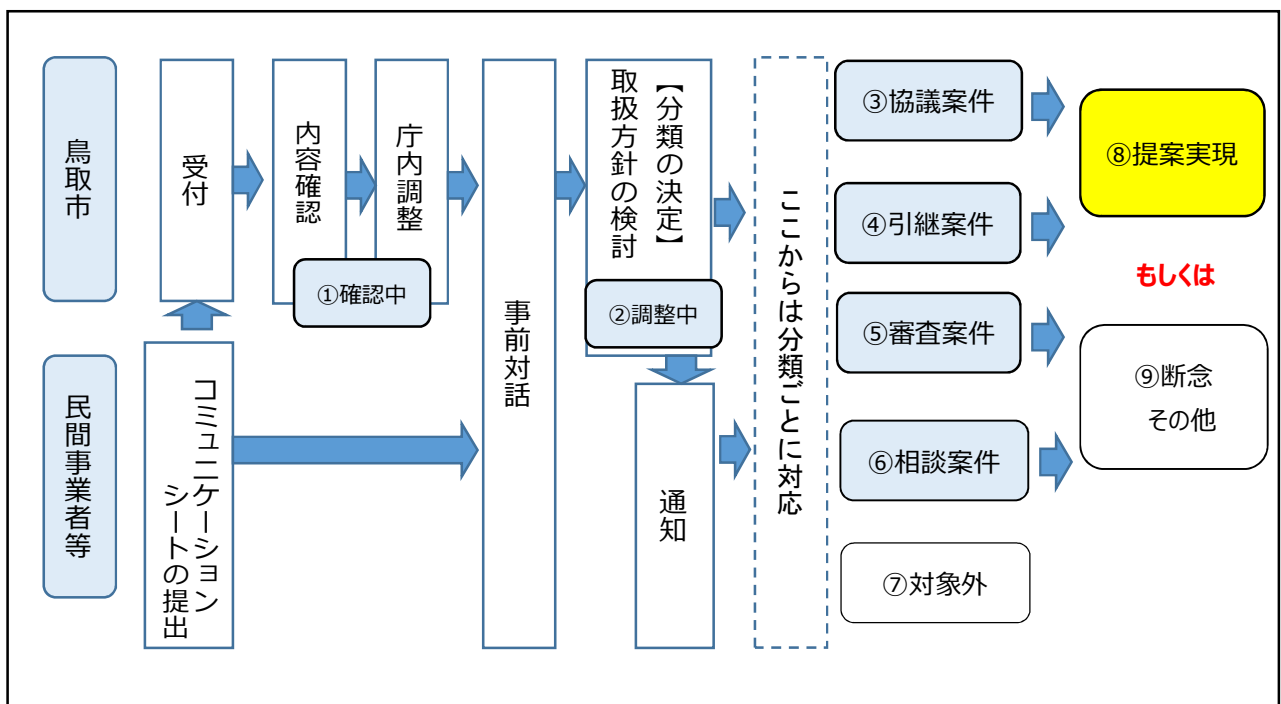 鳥取市
民間事業者等
受付
コミュニケーション
シートの提出
内容確認
庁内調整
①確認中
事前対話
【分類の決定】
取扱方針の検討
②調整中
通知
ここからは分類ごとに対応
③協議案件
④引継案件
⑤審査案件
⑥相談案件
⑦対象外
⑧提案実現
もしくは
⑨断念
その他